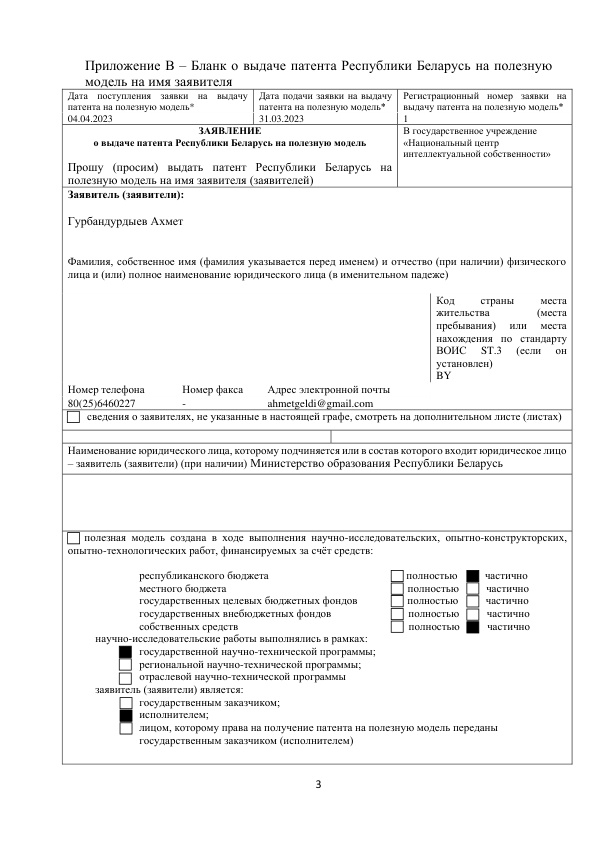 Приложение В – Бланк о выдаче патента Республики Беларусь на полезную
модель на имя заявителя
Дата поступления заявки на выдачу
патента на полезную модель*
04.04.2023
Дата подачи заявки на выдачу
патента на полезную модель*
31.03.2023
Регистрационный номер заявки на
выдачу патента на полезную модель*
1
ЗАЯВЛЕНИЕ
о выдаче патента Республики Беларусь на полезную модель
Прошу (просим) выдать патент Республики Беларусь на
полезную модель на имя заявителя (заявителей)
В государственное учреждение
«Национальный центр
интеллектуальной собственности»
Заявитель (заявители):
Гурбандурдыев Ахмет
Фамилия, собственное имя (фамилия указывается перед именем) и отчество (при наличии) физического
лица и (или) полное наименование юридического лица (в именительном падеже)
Код страны места
жительства (места
пребывания) или места
нахождения по стандарту
ВОИС ST.3 (если он
установлен)
BY
Номер телефона Номер факса Адрес электронной почты
80(25)6460227 - ahmetgeldi@gmail.com
сведения о заявителях, не указанные в настоящей графе, смотреть на дополнительном листе (листах)
Наименование юридического лица, которому подчиняется или в состав которого входит юридическое лицо
– заявитель (заявители) (при наличии) Министерство образования Республики Беларусь
полезная модель создана в ходе выполнения научно-исследовательских, опытно-конструкторских,
опытно-технологических работ, финансируемых за счёт средств:
республиканского бюджета полностью частично
местного бюджета полностью частично
государственных целевых бюджетных фондов полностью частично
государственных внебюджетных фондов полностью частично
собственных средств полностью частично
научно-исследовательские работы выполнялись в рамках:
государственной научно-технической программы;
региональной научно-технической программы;
отраслевой научно-технической программы
заявитель (заявители) является:
государственным заказчиком;
исполнителем;
лицом, которому права на получение патента на полезную модель переданы
государственным заказчиком (исполнителем)
3